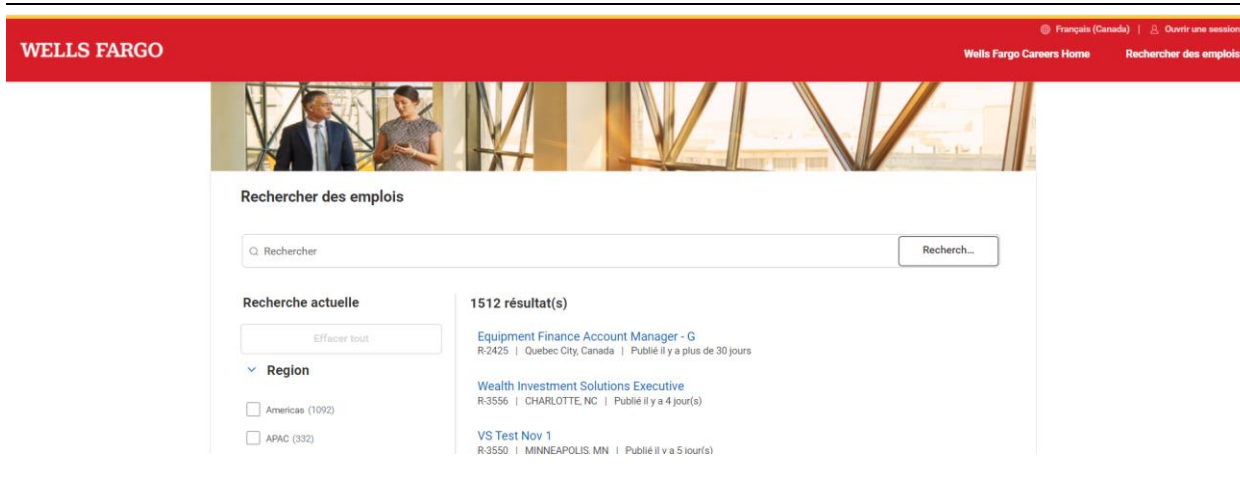 Français (Canada) | Ouvrir une session
WELLS FARGO
Wells Fargo Careers Home Rechercher des emplois
Rechercher des emplois
Rechercher
Recherch...
Recherche actuelle
1512 résultat(s)
Effacer tout
Equipment Finance Account Manager - G
R-2425 | Quebec City, Canada | Publié il y a plus de 30 jours
Region
Wealth Investment Solutions Executive
R-3556 | CHARLOTTE, NC | Publié il y a 4 jour(s)
Americas (1092)
APAC (332)
VS Test Nov 1
R-3550 | MINNEAPOLIS, MN | Publié il y a 5 jour(s)